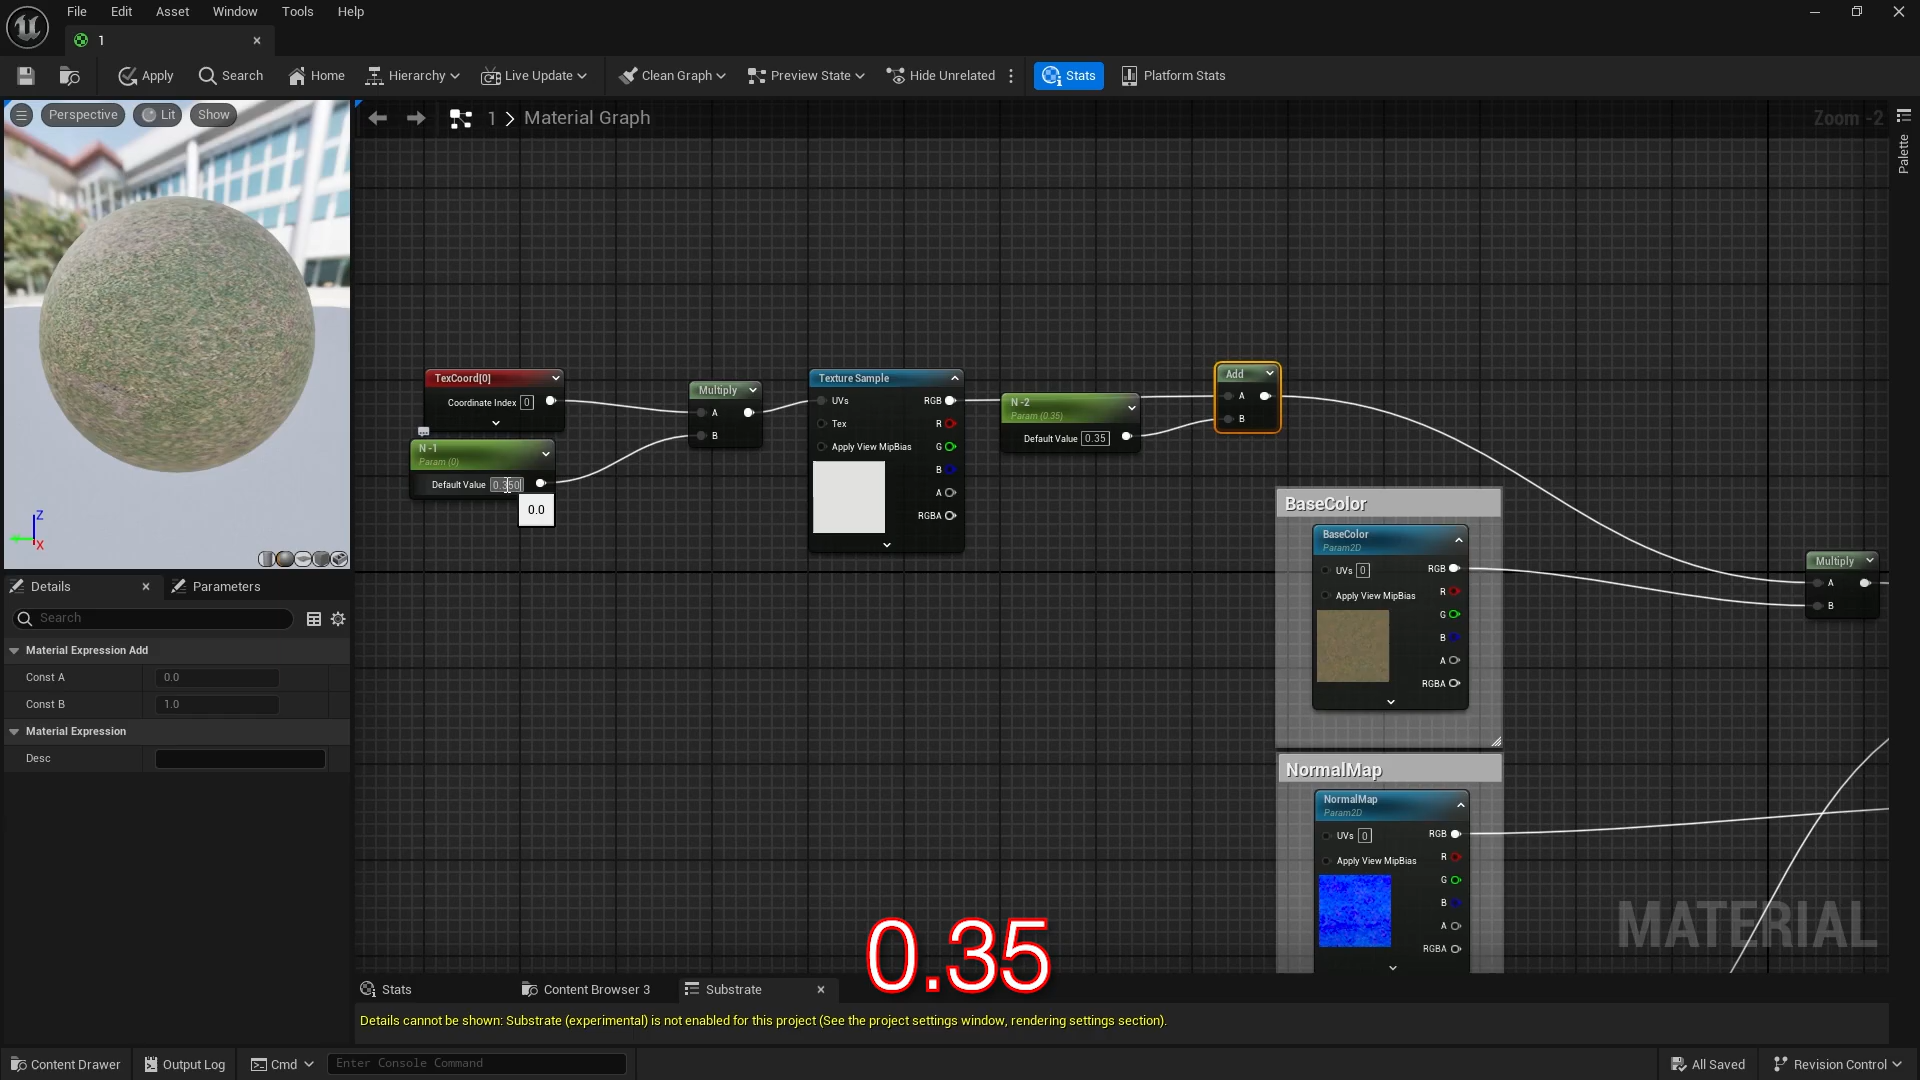 File Edit Asset Window Tools Help
1
Apply Search Home Hierarchy Live Update Clean Graph Preview State Hide Unrelated Stats Platform Stats
Perspective Lit Show
1 > Material Graph
Zoom -2
Palette
TexCoord[0]
Coordinate Index 0
N -1
Param (0)
Default Value 0.350
0.0
Multiply
A
B
Texture Sample
UVs RGB
Tex R
Apply View MipBias G
B
A
RGBA
N -2
Param (0.35)
Default Value 0.35
Add
A
B
BaseColor
BaseColor
Param2D
UVs 0 RGB
R
Apply View MipBias
G
B
A
RGBA
Multiply
A
B
NormalMap
NormalMap
Param2D
UVs 0 RGB
R
Apply View MipBias
G
B
A
RGBA
MATERIAL
Z
X
Details Parameters
Search
Material Expression Add
Const A 0.0
Const B 1.0
Material Expression
Desc
0.35
Stats Content Browser 3 Substrate
Details cannot be shown: Substrate (experimental) is not enabled for this project (See the project settings window, rendering settings section).
Content Drawer Output Log Cmd Enter Console Command All Saved Revision Control